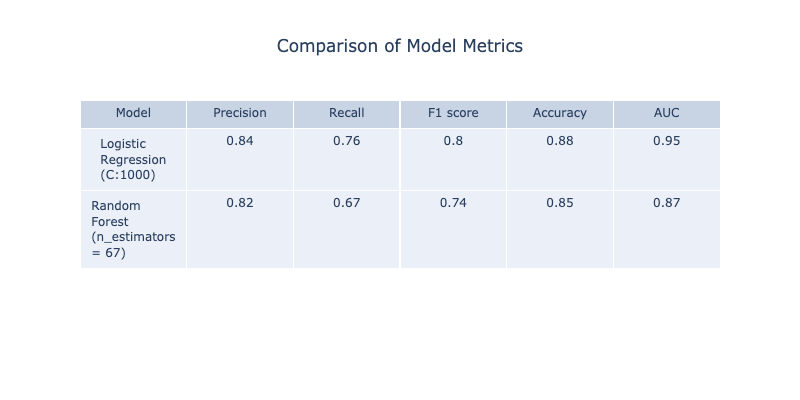 Comparison of Model Metrics
Model Precision Recall F1 score Accuracy AUC
Logistic 0.84 0.76 0.8 0.88 0.95
Regression
(C:1000)
Random 0.82 0.67 0.74 0.85 0.87
Forest
(n_estimators
= 67)